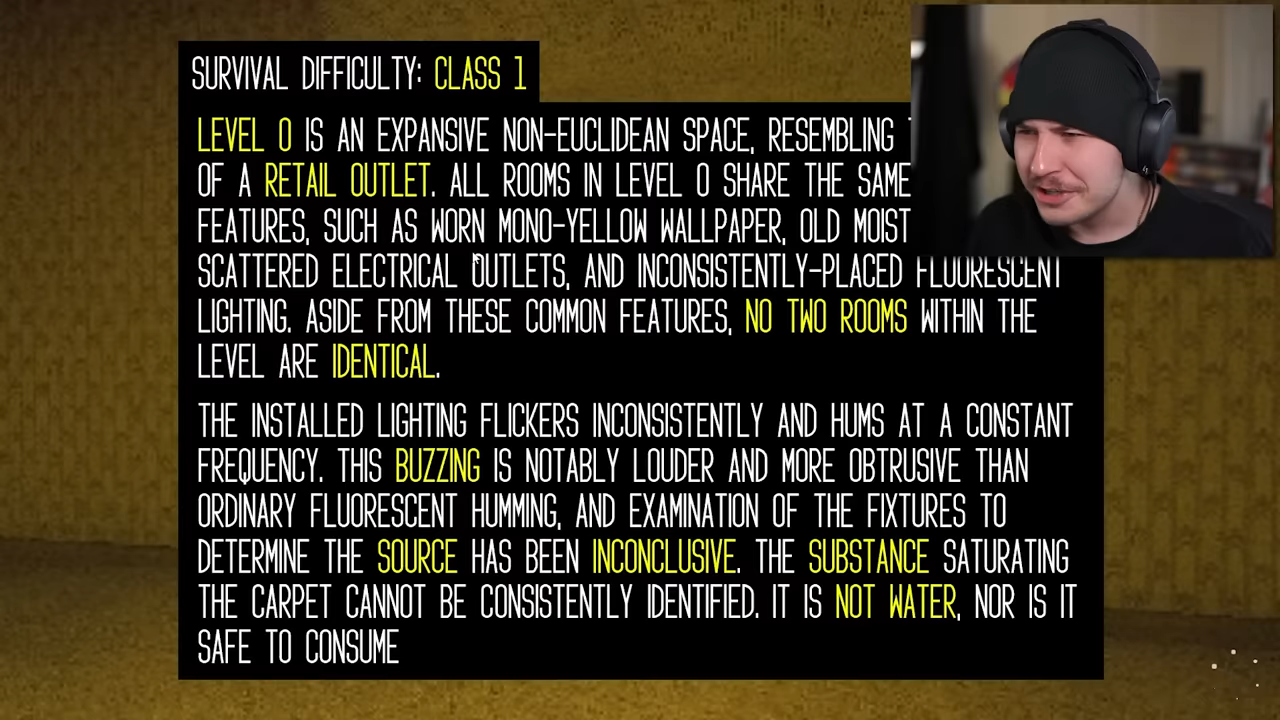 SURVIVAL DIFFICULTY: CLASS 1
LEVEL 0 IS AN EXPANSIVE NON-EUCLIDEAN SPACE, RESEMBLING
OF A RETAIL OUTLET. ALL ROOMS IN LEVEL 0 SHARE THE SAME
FEATURES, SUCH AS WORN MONO-YELLOW WALLPAPER, OLD MOIST
SCATTERED ELECTRICAL OUTLETS, AND INCONSISTENTLY-PLACED FLUORESCENT
LIGHTING. ASIDE FROM THESE COMMON FEATURES, NO TWO ROOMS WITHIN THE
LEVEL ARE IDENTICAL.
THE INSTALLED LIGHTING FLICKERS INCONSISTENTLY AND HUMS AT A CONSTANT
FREQUENCY. THIS BUZZING IS NOTABLY LOUDER AND MORE OBTRUSIVE THAN
ORDINARY FLUORESCENT HUMMING, AND EXAMINATION OF THE FIXTURES TO
DETERMINE THE SOURCE HAS BEEN INCONCLUSIVE. THE SUBSTANCE SATURATING
THE CARPET CANNOT BE CONSISTENTLY IDENTIFIED. IT IS NOT WATER, NOR IS IT
SAFE TO CONSUME